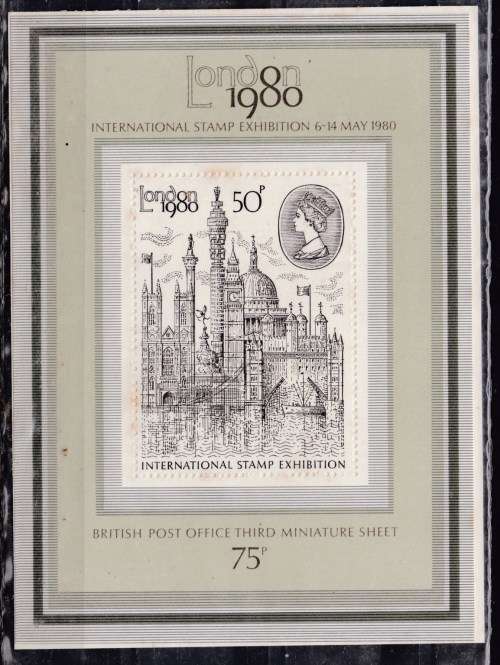 London
1980
INTERNATIONAL STAMP EXHIBITION 6-14 MAY 1980
London 50P
1980
INTERNATIONAL STAMP EXHIBITION
BRITISH POST OFFICE THIRD MINIATURE SHEET
75P